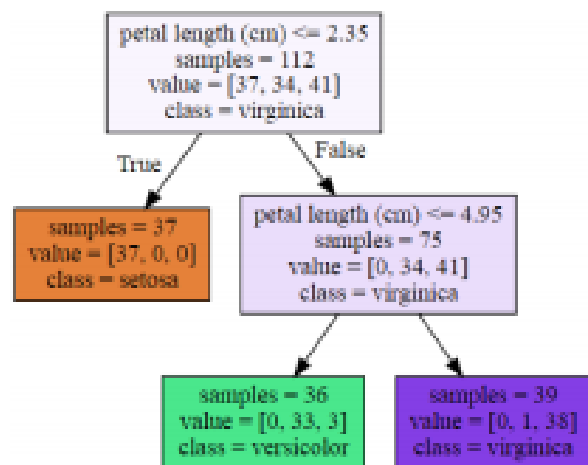 petal length (cm) <= 2.35
samples = 112
value = [37, 34, 41]
class = virginica
True
False
samples = 37
value = [37, 0, 0]
class = setosa
petal length (cm) <= 4.95
samples = 75
value = [0, 34, 41]
class = virginica
samples = 36
value = [0, 33, 3]
class = versicolor
samples = 39
value = [0, 1, 38]
class = virginica